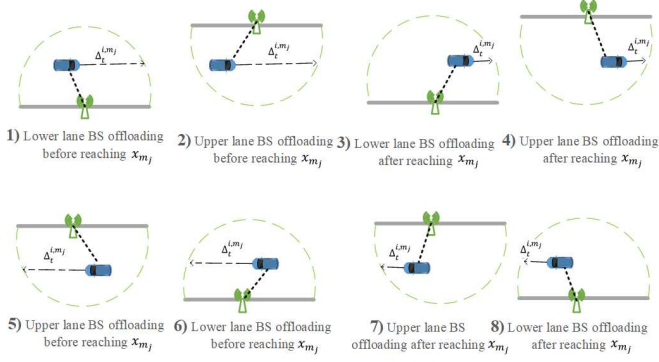 Δ_t^{i,m_j}
Δ_t^{i,m_j}
Δ_t^{i,m_j}
Δ_t^{i,m_j}
1) Lower lane BS offloading
before reaching x_{m_j}
2) Upper lane BS offloading
before reaching x_{m_j}
3) Lower lane BS offloading
after reaching x_{m_j}
4) Upper lane BS offloading
after reaching x_{m_j}
Δ_t^{i,m_j}
Δ_t^{i,m_j}
Δ_t^{i,m_j}
Δ_t^{i,m_j}
5) Upper lane BS offloading
before reaching x_{m_j}
6) Lower lane BS offloading
before reaching x_{m_j}
7) Upper lane BS
offloading after reaching x_{m_j}
8) Lower lane BS offloading
after reaching x_{m_j}